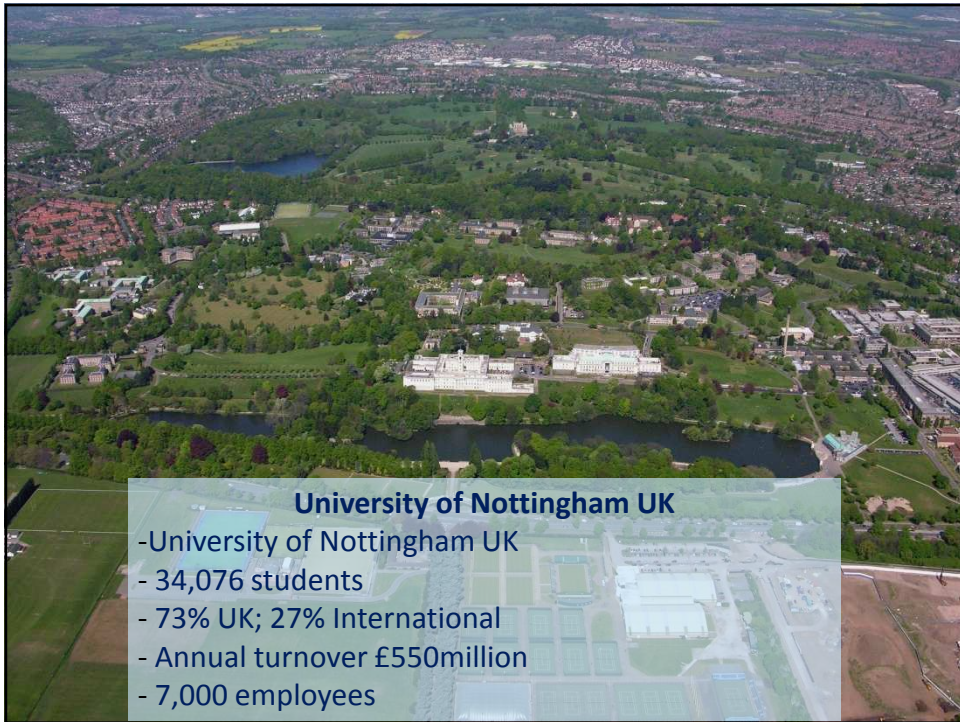 University of Nottingham UK
-University of Nottingham UK
- 34,076 students
- 73% UK; 27% International
- Annual turnover £550million
- 7,000 employees